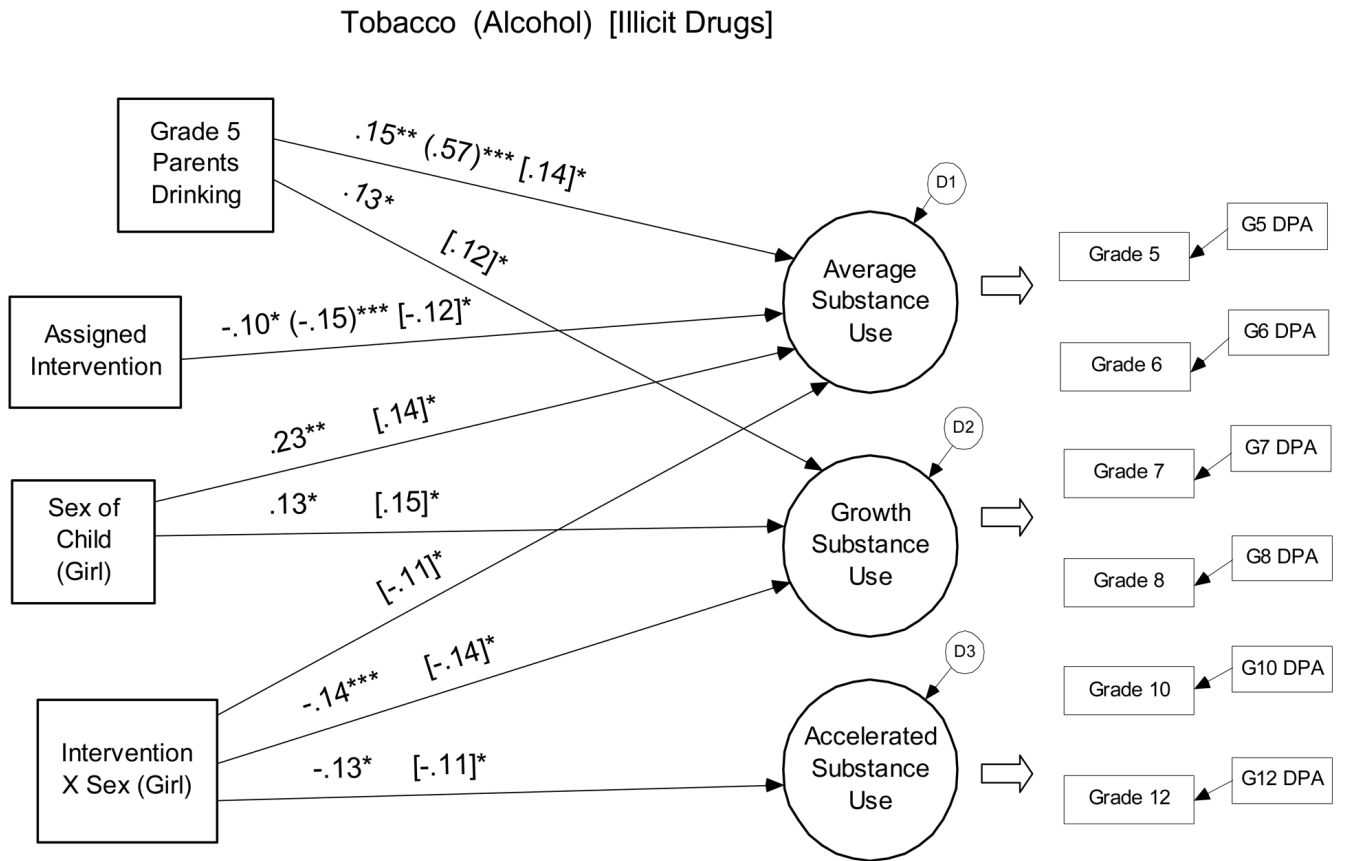 Tobacco (Alcohol) [Illicit Drugs]
Grade 5
Parents
Drinking
.15** (.57)*** [.14]*
.13*
[.12]*
Assigned
Intervention
-.10* (-.15)*** [-.12]*
Sex of
Child
(Girl)
.23** [.14]*
.13* [.15]*
Intervention
X Sex (Girl)
[-.11]*
-.14*** [-.14]*
-.13* [-.11]*
D1
Average
Substance
Use
D2
Growth
Substance
Use
D3
Accelerated
Substance
Use
G5 DPA
Grade 5
G6 DPA
Grade 6
G7 DPA
Grade 7
G8 DPA
Grade 8
G10 DPA
Grade 10
G12 DPA
Grade 12